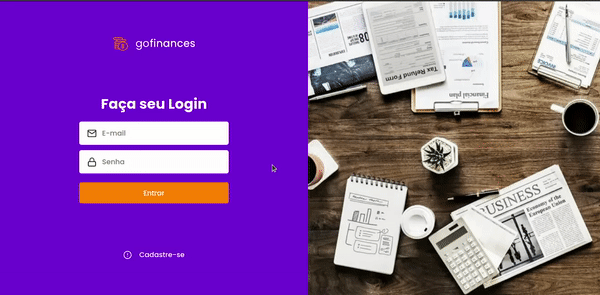 gofinances
Faça seu Login
E-mail
Senha
Entrar
Cadastre-se
Tax Refund Form
Financial plan
INVOICE
BUSINESS
Economy of the
European Union